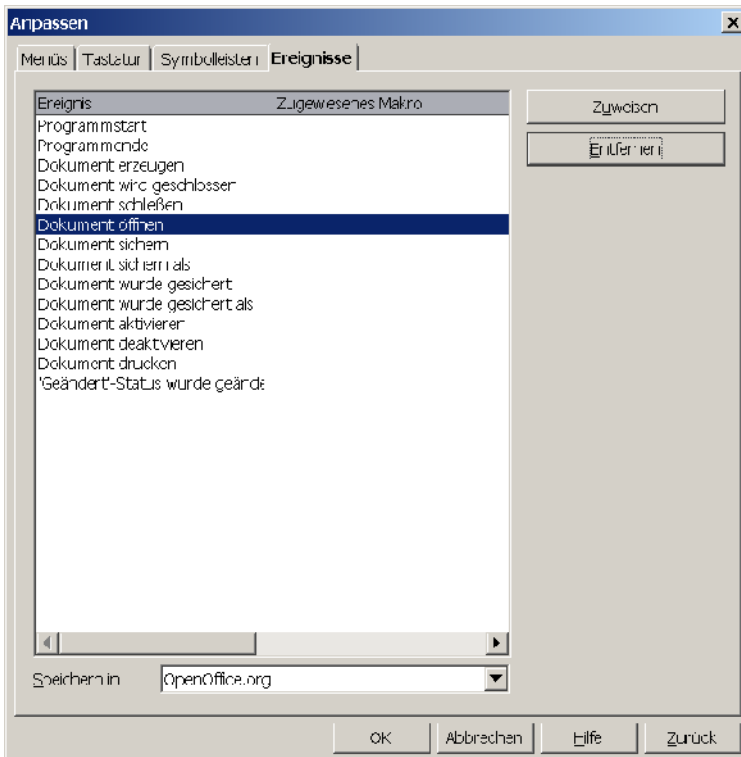 Anpassen
Menüs Tastatur Symbolleisten Ereignisse
Ereignis Zugewiesenes Makro
Zuweisen
Programmstart
Entfernen
Programmende
Dokument erzeugen
Dokument wird geschlossen
Dokument schließen
Dokument öffnen
Dokument sichern
Dokument sichern als
Dokument wurde gesichert
Dokument wurde gesichert als
Dokument aktivieren
Dokument deaktivieren
Dokument drucken
'Geändert'-Status wurde geände
Speichern in OpenOffice.org
OK Abbrechen Hilfe Zurück